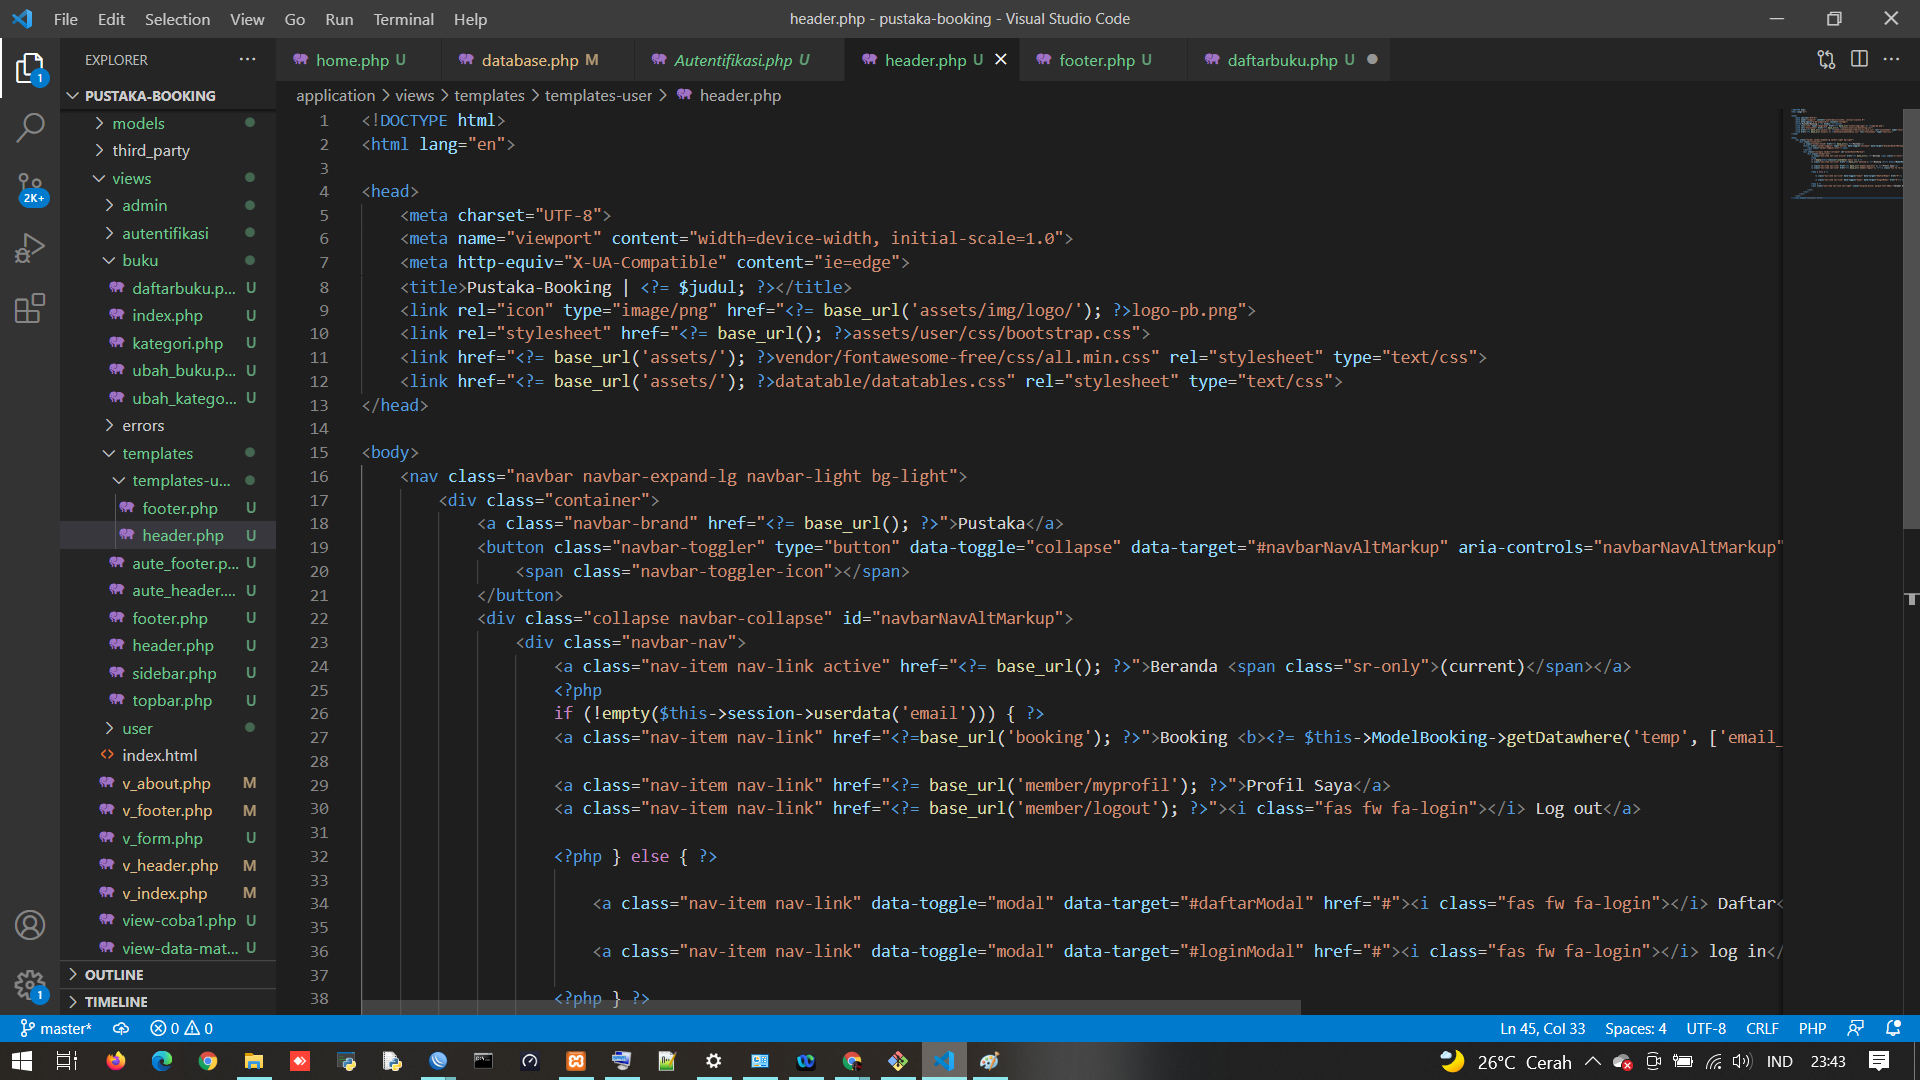 File Edit Selection View Go Run Terminal Help
header.php - pustaka-booking - Visual Studio Code
EXPLORER
home.php U
database.php M
Autentifikasi.php U
header.php U
footer.php U
daftarbuku.php U
application > views > templates > templates-user > header.php
PUSTAKA-BOOKING
models
third_party
views
admin
autentifikasi
buku
daftarbuku.p... U
index.php U
kategori.php U
ubah_buku.p... U
ubah_katego... U
errors
templates
templates-u...
footer.php U
header.php U
aute_footer.p... U
aute_header.... U
footer.php U
header.php U
sidebar.php U
topbar.php U
user
index.html
v_about.php M
v_footer.php M
v_form.php U
v_header.php M
v_index.php M
view-coba1.php U
view-data-mat... U
OUTLINE
TIMELINE
1
2K+
1
1 <!DOCTYPE html>
2 <html lang="en">
3
4 <head>
5 <meta charset="UTF-8">
6 <meta name="viewport" content="width=device-width, initial-scale=1.0">
7 <meta http-equiv="X-UA-Compatible" content="ie=edge">
8 <title>Pustaka-Booking | <?= $judul; ?></title>
9 <link rel="icon" type="image/png" href="<?= base_url('assets/img/logo/'); ?>logo-pb.png">
10 <link rel="stylesheet" href="<?= base_url(); ?>assets/user/css/bootstrap.css">
11 <link href="<?= base_url('assets/'); ?>vendor/fontawesome-free/css/all.min.css" rel="stylesheet" type="text/css">
12 <link href="<?= base_url('assets/'); ?>datatable/datatables.css" rel="stylesheet" type="text/css">
13 </head>
14
15 <body>
16 <nav class="navbar navbar-expand-lg navbar-light bg-light">
17 <div class="container">
18 <a class="navbar-brand" href="<?= base_url(); ?>">Pustaka</a>
19 <button class="navbar-toggler" type="button" data-toggle="collapse" data-target="#navbarNavAltMarkup" aria-controls="navbarNavAltMarkup"
20 <span class="navbar-toggler-icon"></span>
21 </button>
22 <div class="collapse navbar-collapse" id="navbarNavAltMarkup">
23 <div class="navbar-nav">
24 <a class="nav-item nav-link active" href="<?= base_url(); ?>">Beranda <span class="sr-only">(current)</span></a>
25 <?php
26 if (!empty($this->session->userdata('email'))) { ?>
27 <a class="nav-item nav-link" href="<?=base_url('booking'); ?>">Booking <b><?= $this->ModelBooking->getDatawhere('temp', ['email_
28
29 <a class="nav-item nav-link" href="<?= base_url('member/myprofil'); ?>">Profil Saya</a>
30 <a class="nav-item nav-link" href="<?= base_url('member/logout'); ?>"><i class="fas fw fa-login"></i> Log out</a>
31
32 <?php } else { ?>
33
34 <a class="nav-item nav-link" data-toggle="modal" data-target="#daftarModal" href="#"><i class="fas fw fa-login"></i> Daftar<
35
36 <a class="nav-item nav-link" data-toggle="modal" data-target="#loginModal" href="#"><i class="fas fw fa-login"></i> log in</
37
38 <?php } ?>
master* 0 0
Ln 45, Col 33 Spaces: 4 UTF-8 CRLF PHP
26°C Cerah IND 23:43